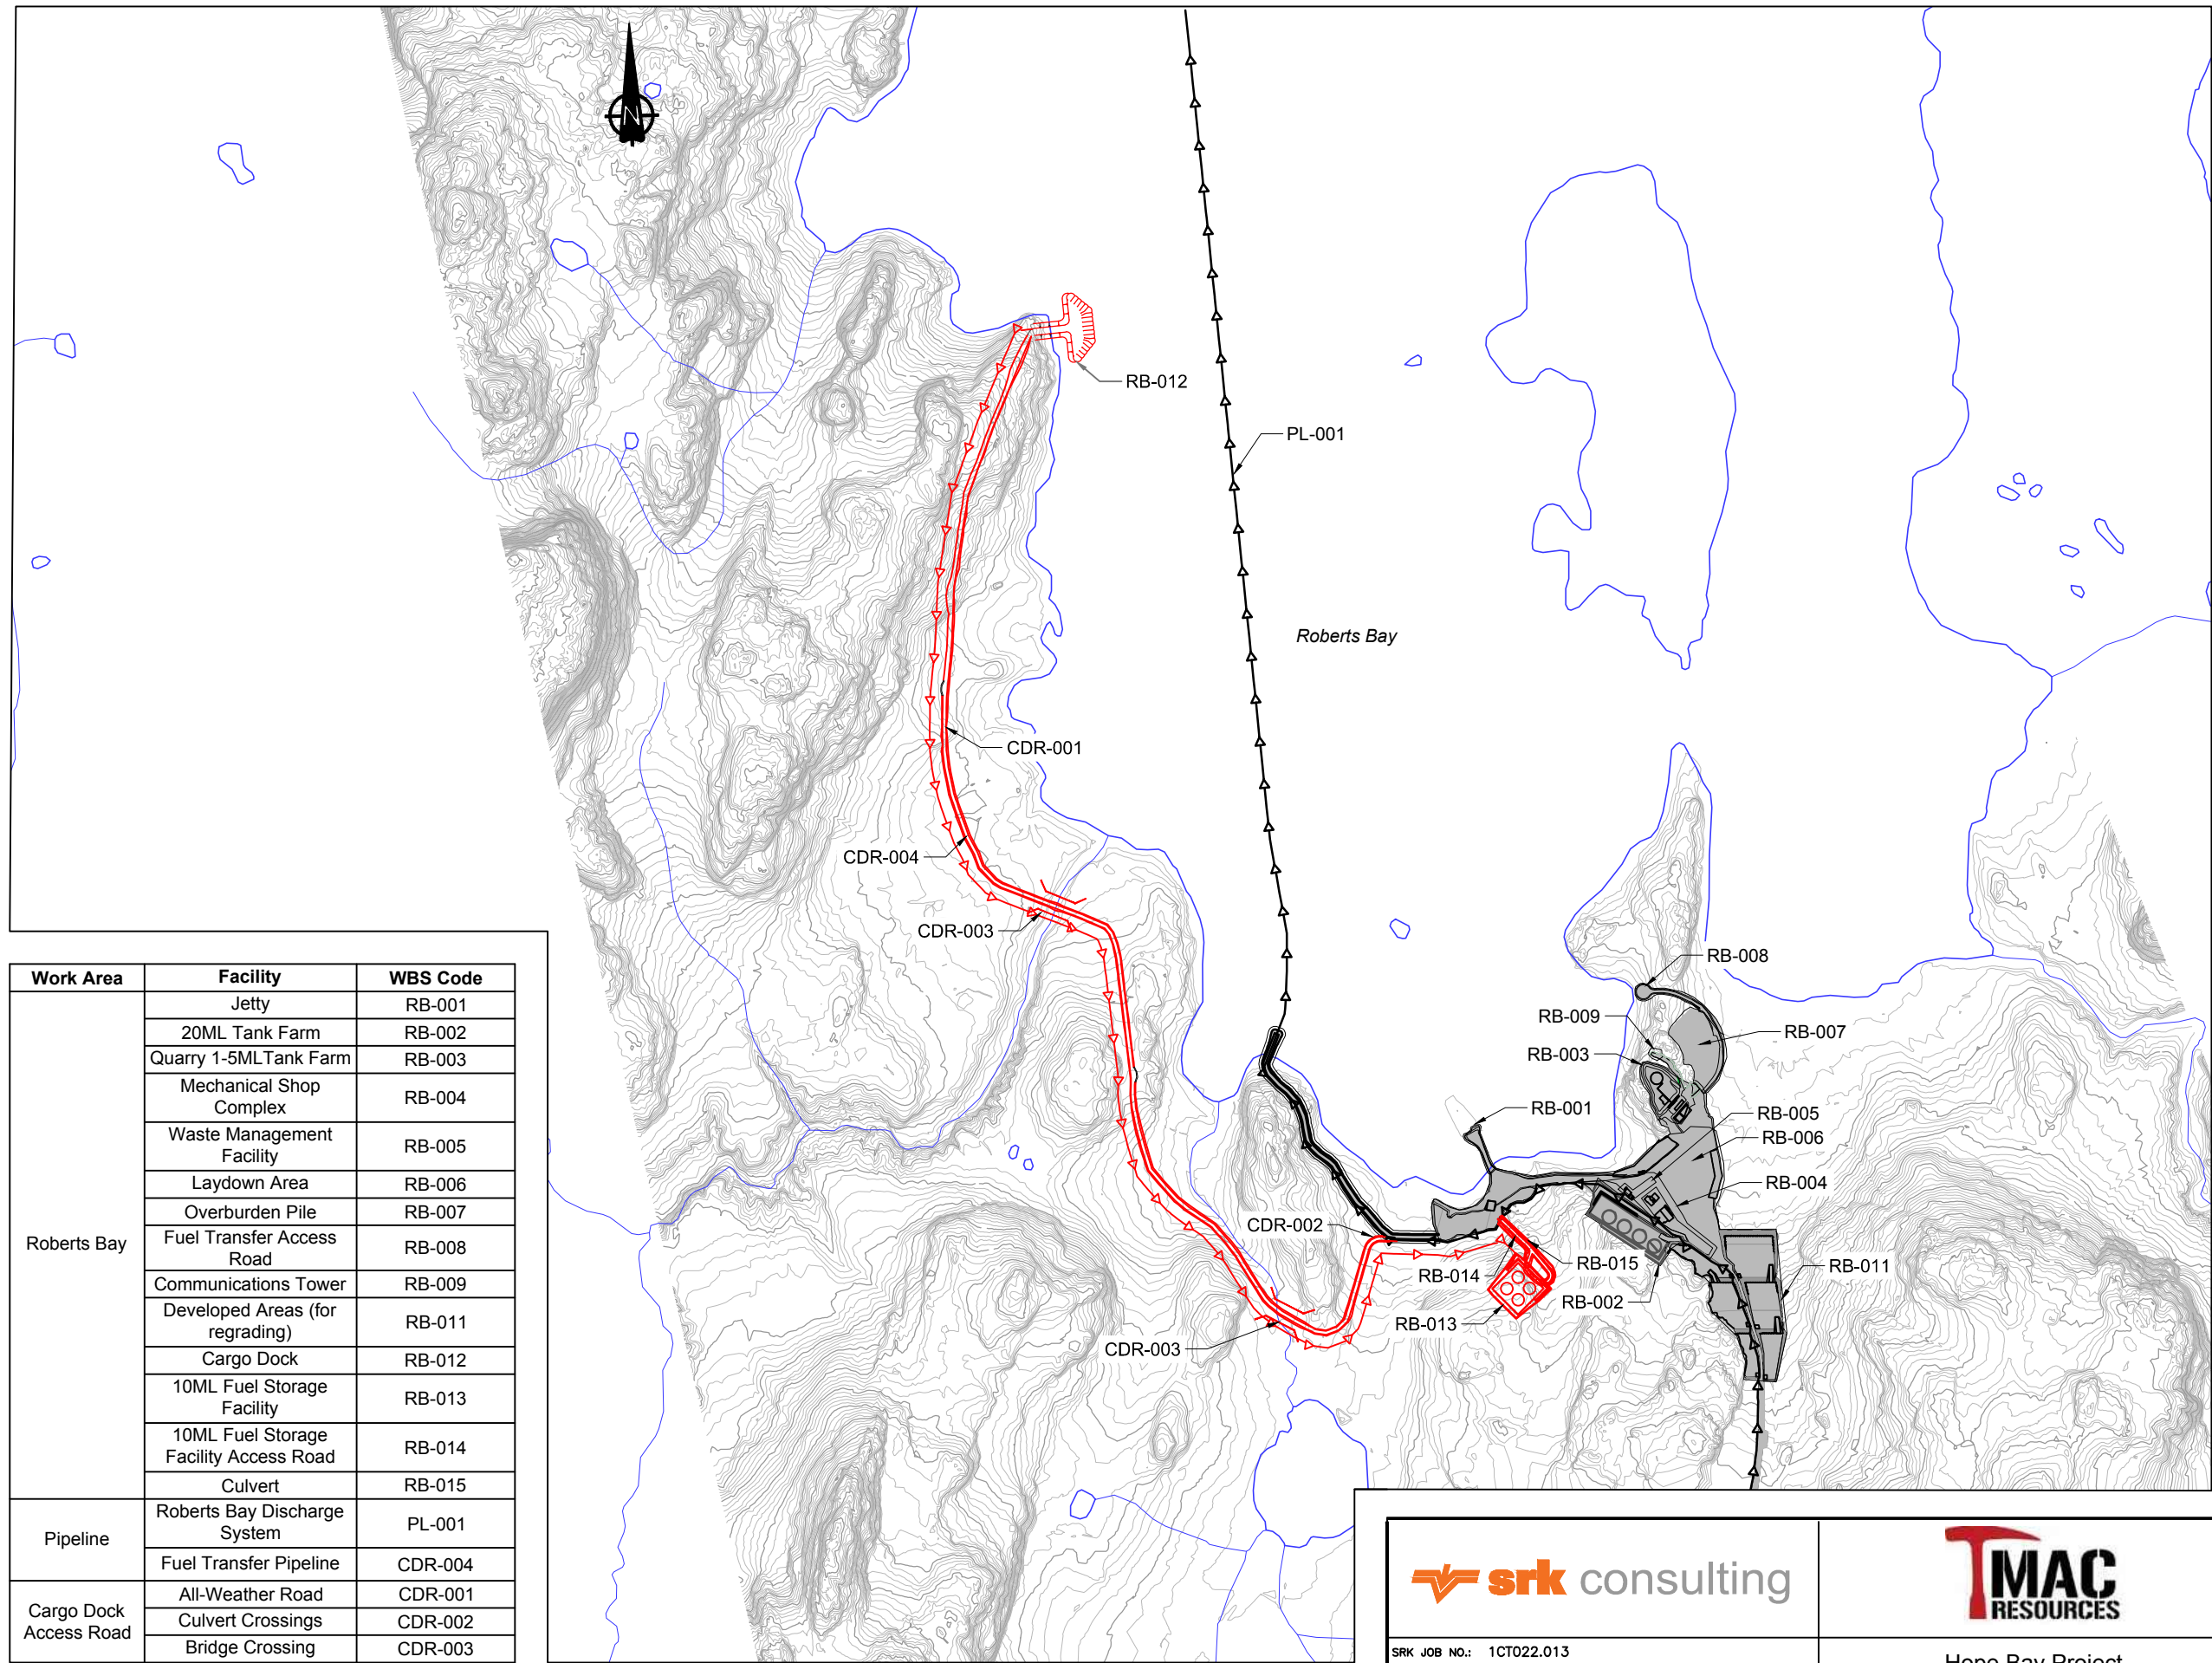 N
RB-012
PL-001
Roberts Bay
CDR-001
CDR-004
CDR-003
RB-008
RB-009
RB-007
RB-003
RB-001
RB-005
RB-006
RB-004
CDR-002
RB-014
RB-015
RB-011
RB-002
RB-013
CDR-003
Work Area Facility WBS Code
Roberts Bay
Jetty RB-001
20ML Tank Farm RB-002
Quarry 1-5MLTank Farm RB-003
Mechanical Shop
Complex RB-004
Waste Management
Facility RB-005
Laydown Area RB-006
Overburden Pile RB-007
Fuel Transfer Access
Road RB-008
Communications Tower RB-009
Developed Areas (for
regrading) RB-011
Cargo Dock RB-012
10ML Fuel Storage
Facility RB-013
10ML Fuel Storage
Facility Access Road RB-014
Culvert RB-015
Pipeline
Roberts Bay Discharge
System PL-001
Fuel Transfer Pipeline CDR-004
Cargo Dock
Access Road
All-Weather Road CDR-001
Culvert Crossings CDR-002
Bridge Crossing CDR-003
srk consulting
TMAC
RESOURCES
SRK JOB NO.: 1CT022.013
Hope Bay Project